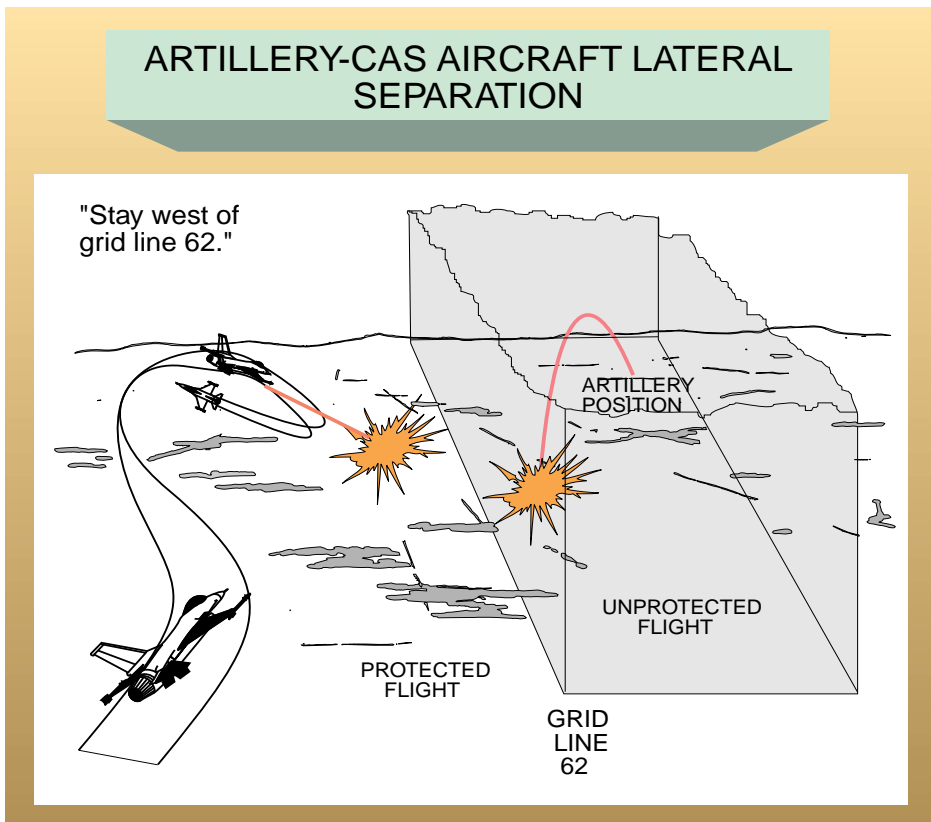 ARTILLERY-CAS AIRCRAFT LATERAL
SEPARATION
"Stay west of
grid line 62."
ARTILLERY
POSITION
UNPROTECTED
FLIGHT
PROTECTED
FLIGHT
GRID
LINE
62